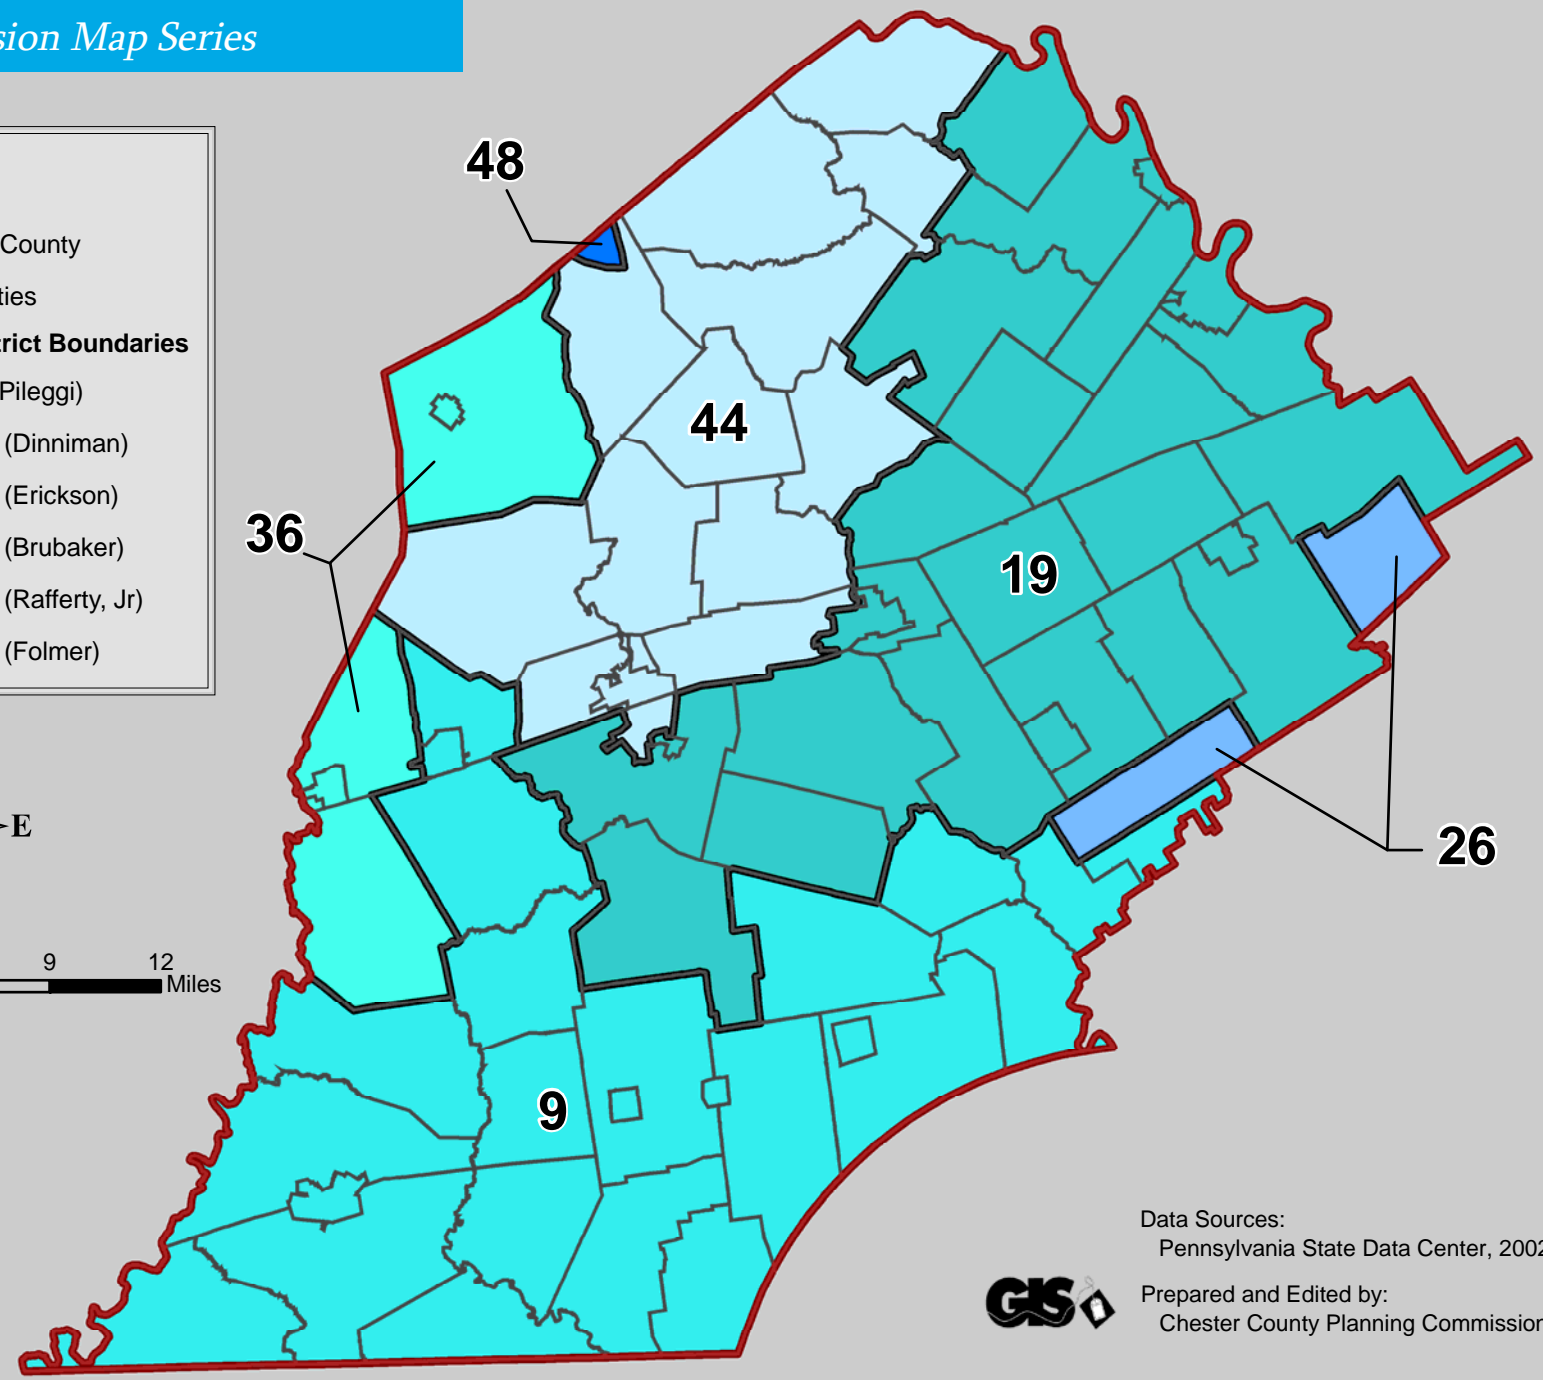 sion Map Series
County
ties
trict Boundaries
Pileggi)
(Dinniman)
(Erickson)
(Brubaker)
(Rafferty, Jr)
(Folmer)
48
44
36
19
26
9
E
9 12
Miles
Data Sources:
Pennsylvania State Data Center, 2002
GIS
Prepared and Edited by:
Chester County Planning Commission